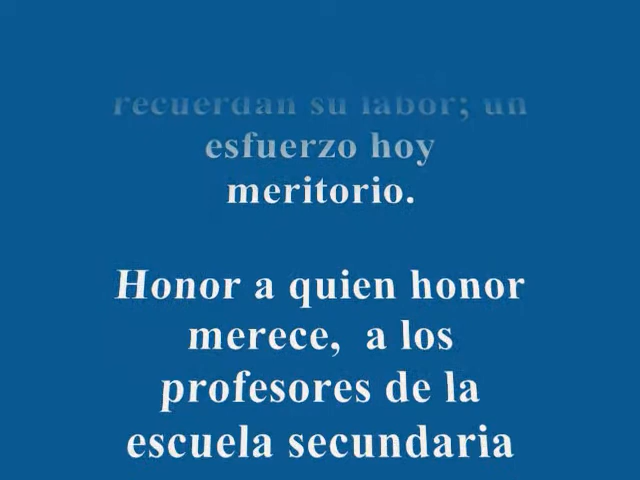 recuerdan su labor; un
esfuerzo hoy
meritorio.
Honor a quien honor
merece, a los
profesores de la
escuela secundaria